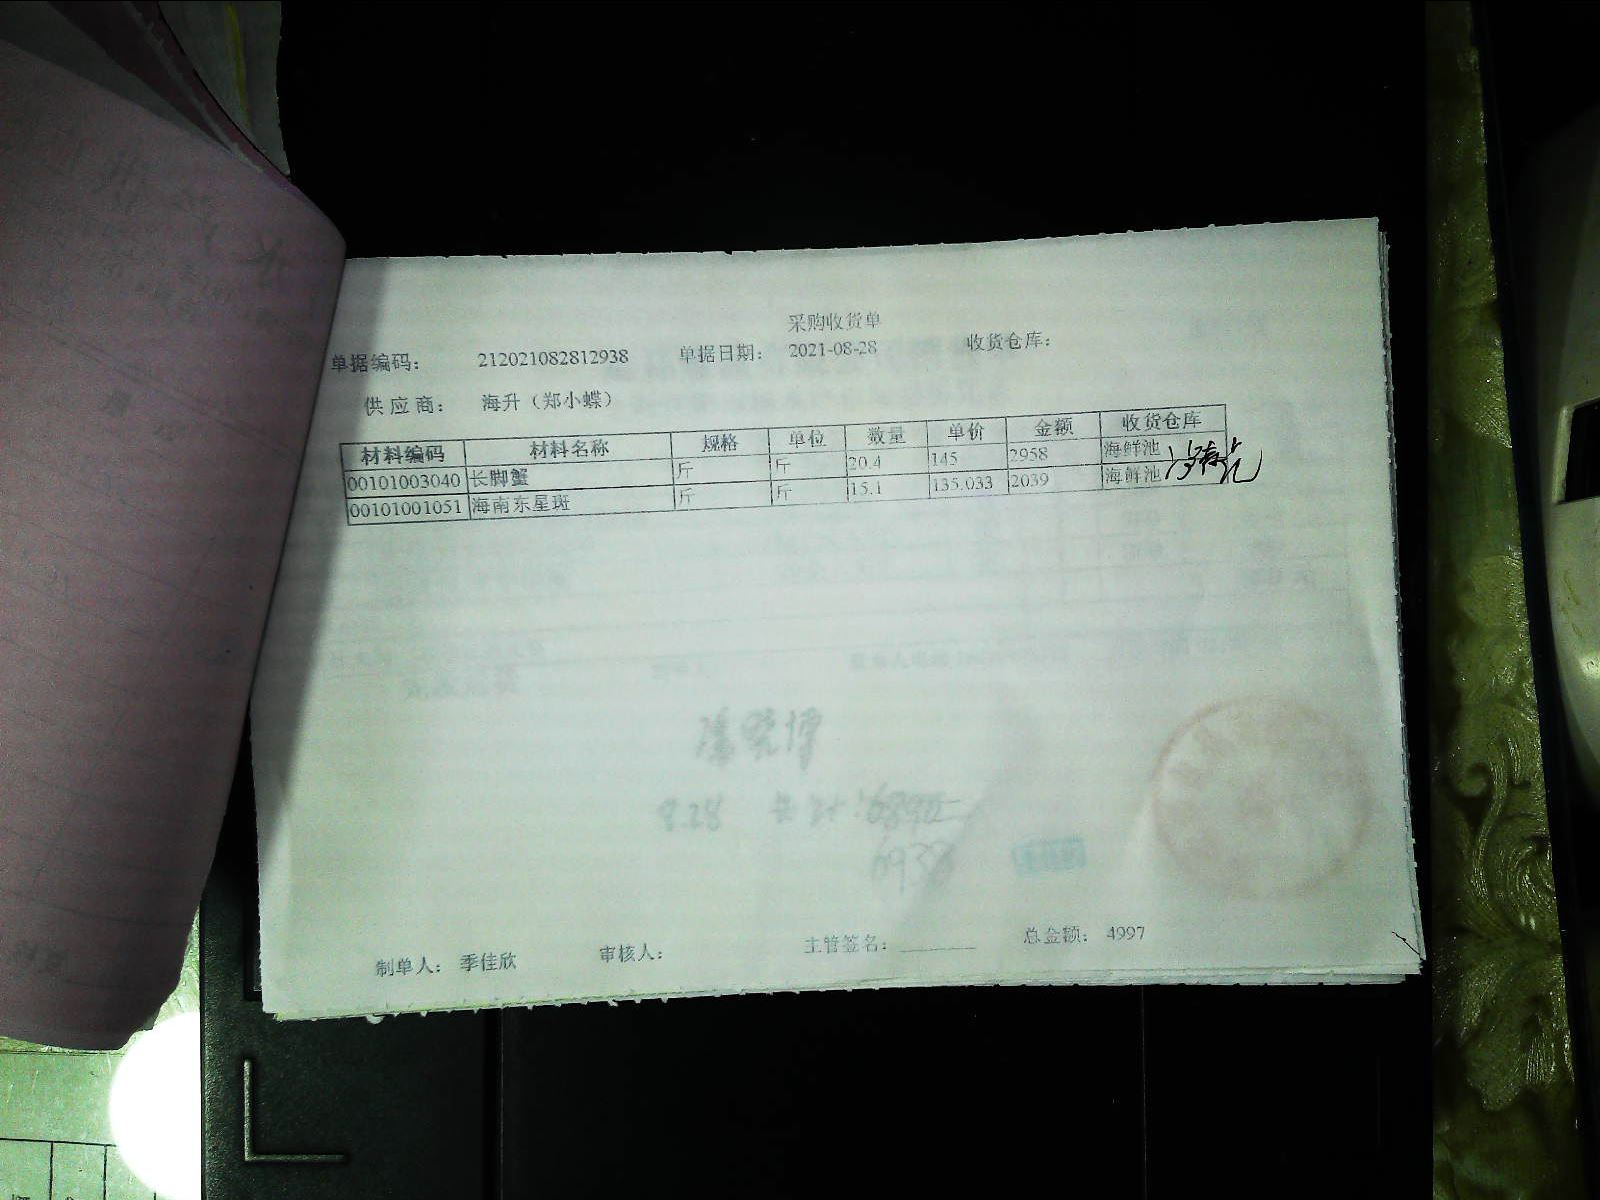 采购收货单
单据编码： 212021082812938 单据日期： 2021-08-28 收货仓库：
供 应 商： 海升（郑小蝶）
材料编码 材料名称 规格 单位 数量 单价 金额 收货仓库
00101003040 长脚蟹 斤 斤 20.4 145 2958 海鲜池
00101001051 海南东星斑 斤 斤 15.1 135.033 2039 海鲜池
8.28
制单人： 季佳欣 审核人： 主管签名： 总金额： 4997